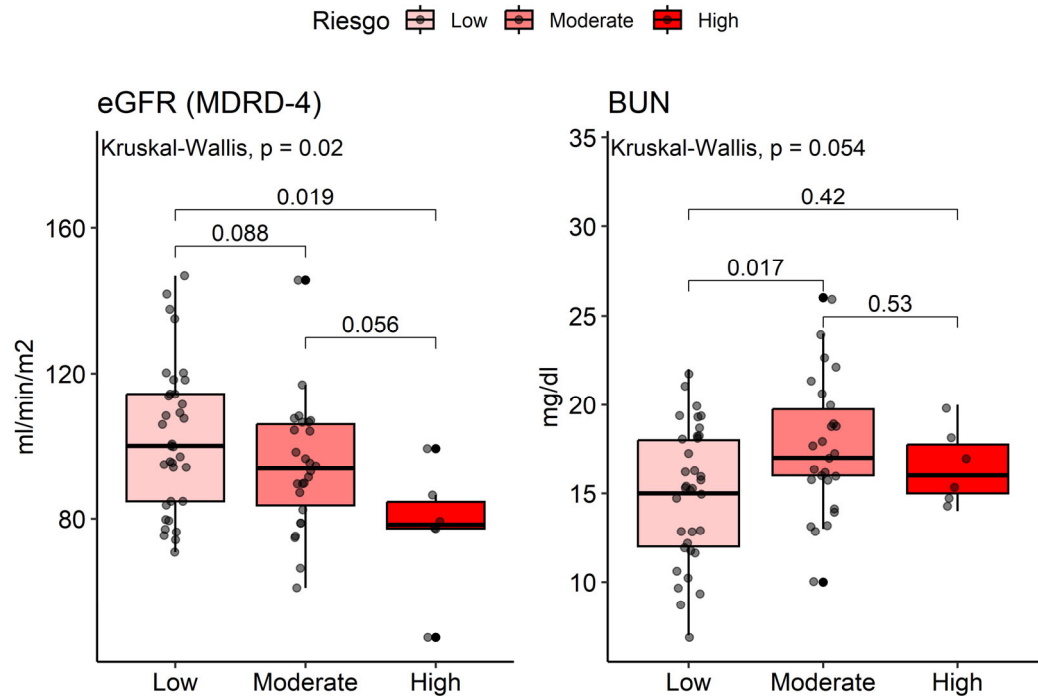 Riesgo Low Moderate High
eGFR (MDRD-4)
Kruskal-Wallis, p = 0.02
0.019
0.088
0.056
160
120
80
ml/min/m2
Low Moderate High
BUN
Kruskal-Wallis, p = 0.054
0.42
0.017
0.53
35
30
25
20
15
10
mg/dl
Low Moderate High